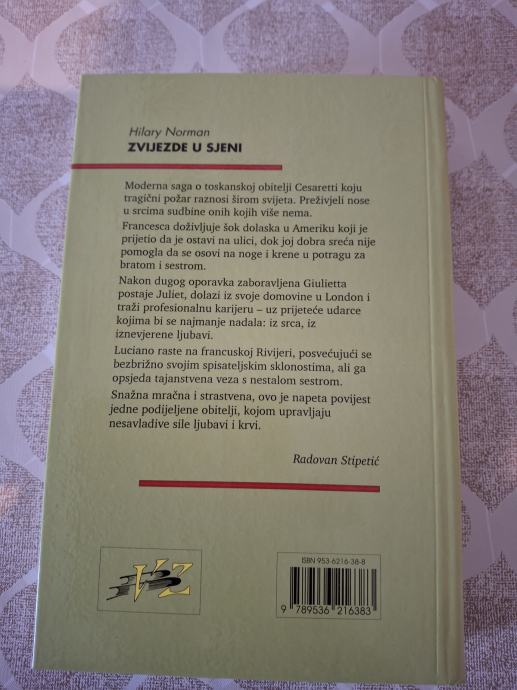 Hilary Norman
ZVIJEZDE U SJENI
Moderna saga o toskanskoj obitelji Cesaretti koju
tragični požar raznosi širom svijeta. Preživjeli nose
u srcima sudbine onih kojih više nema.
Francesca doživljuje šok dolaska u Ameriku koji je
prijetio da je ostavi na ulici, dok joj dobra sreća nije
pomogla da se osovi na noge i krene u potragu za
bratom i sestrom.
Nakon dugog oporavka zaboravljena Giulietta
postaje Juliet, dolazi iz svoje domovine u London i
traži profesionalnu karijeru – uz prijeteće udarce
kojima bi se najmanje nadala: iz srca, iz
iznevjerene ljubavi.
Luciano raste na francuskoj Rivijeri, posvećujući se
bezbrižno svojim spisateljskim sklonostima, ali ga
opsjeda tajanstvena veza s nestalom sestrom.
Snažna mračna i strastvena, ovo je napeta povijest
jedne podijeljene obitelji, kojom upravljaju
nesavladive sile ljubavi i krvi.
Radovan Stipetić
VZ
ISBN 953-6216-38-8
9 789536 216383